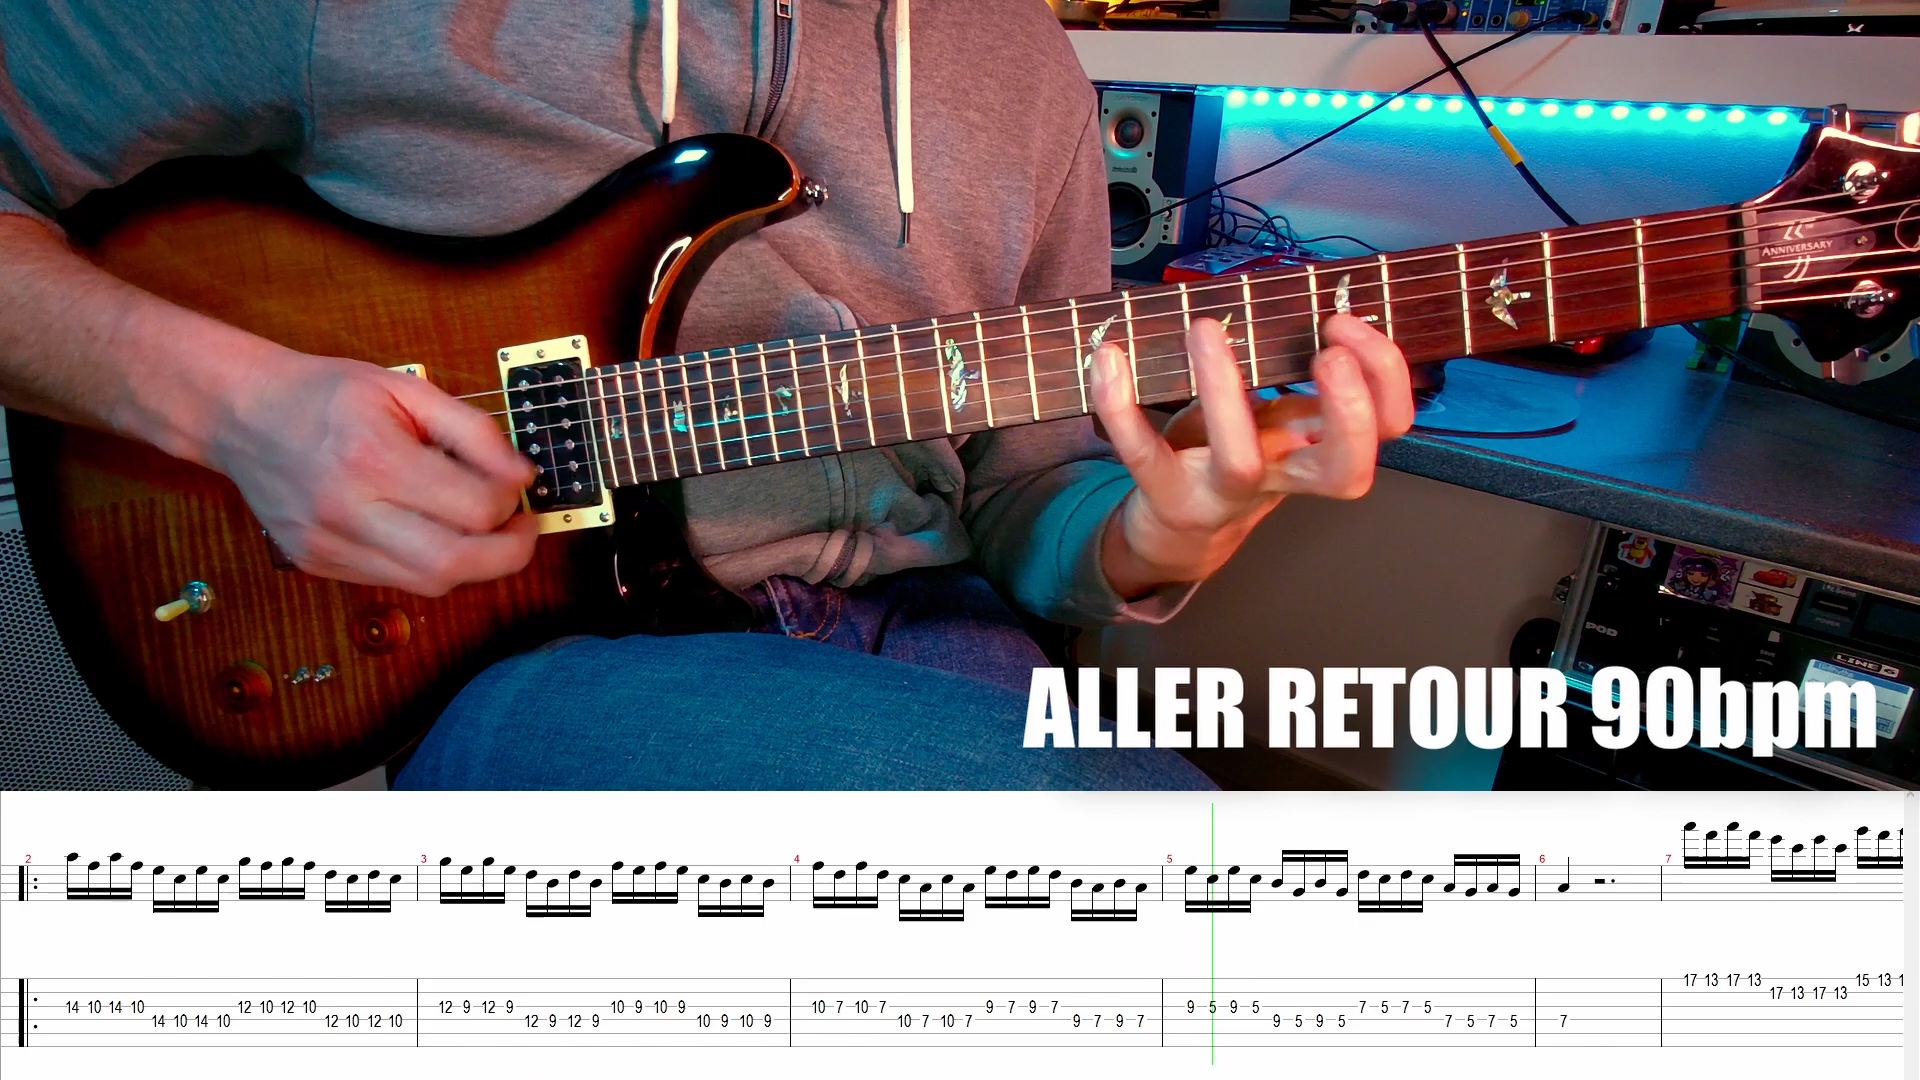 ANNIVERSARY
POD
LINE 6
ALLER RETOUR 90bpm
2 3 4 5 6 7
17 13 17 13 15 13 1
17 13 17 13
14 10 14 10 12 10 12 10 12 9 12 9 10 9 10 9 10 7 10 7 9 7 9 7 9 5 9 5 7 5 7 5
14 10 14 10 12 10 12 10 12 9 12 9 10 9 10 9 10 7 10 7 9 7 9 7 9 5 9 5 7 5 7 5 7